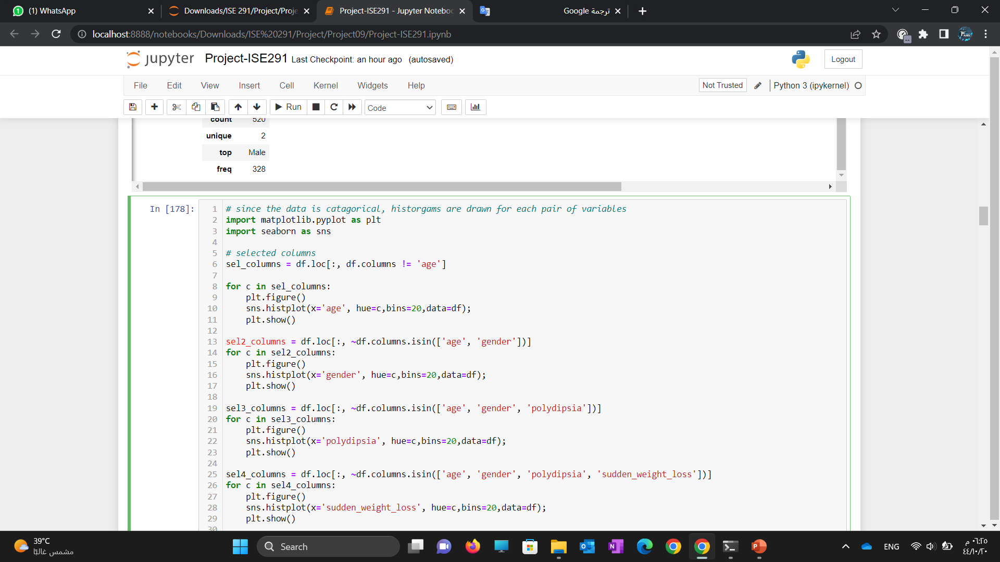 (1) WhatsApp
Downloads/ISE 291/Project/Proje
Project-ISE291 - Jupyter Noteboo
ترجمة Google
localhost:8888/notebooks/Downloads/ISE%20291/Project/Project09/Project-ISE291.ipynb
jupyter Project-ISE291 Last Checkpoint: an hour ago (autosaved)
Logout
File Edit View Insert Cell Kernel Widgets Help
Not Trusted Python 3 (ipykernel)
Run Code
count 520
unique 2
top Male
freq 328
In [178]:
1 # since the data is catagorical, historgams are drawn for each pair of variables
2 import matplotlib.pyplot as plt
3 import seaborn as sns
4
5 # selected columns
6 sel_columns = df.loc[:, df.columns != 'age']
7
8 for c in sel_columns:
9     plt.figure()
10     sns.histplot(x='age', hue=c,bins=20,data=df);
11     plt.show()
12
13 sel2_columns = df.loc[:, ~df.columns.isin(['age', 'gender'])]
14 for c in sel2_columns:
15     plt.figure()
16     sns.histplot(x='gender', hue=c,bins=20,data=df);
17     plt.show()
18
19 sel3_columns = df.loc[:, ~df.columns.isin(['age', 'gender', 'polydipsia'])]
20 for c in sel3_columns:
21     plt.figure()
22     sns.histplot(x='polydipsia', hue=c,bins=20,data=df);
23     plt.show()
24
25 sel4_columns = df.loc[:, ~df.columns.isin(['age', 'gender', 'polydipsia', 'sudden_weight_loss'])]
26 for c in sel4_columns:
27     plt.figure()
28     sns.histplot(x='sudden_weight_loss', hue=c,bins=20,data=df);
29     plt.show()
30
39°C
مشمس غالبًا
Search
ENG
٠٦:٢٥ م
٤٤/١٠/٢٠